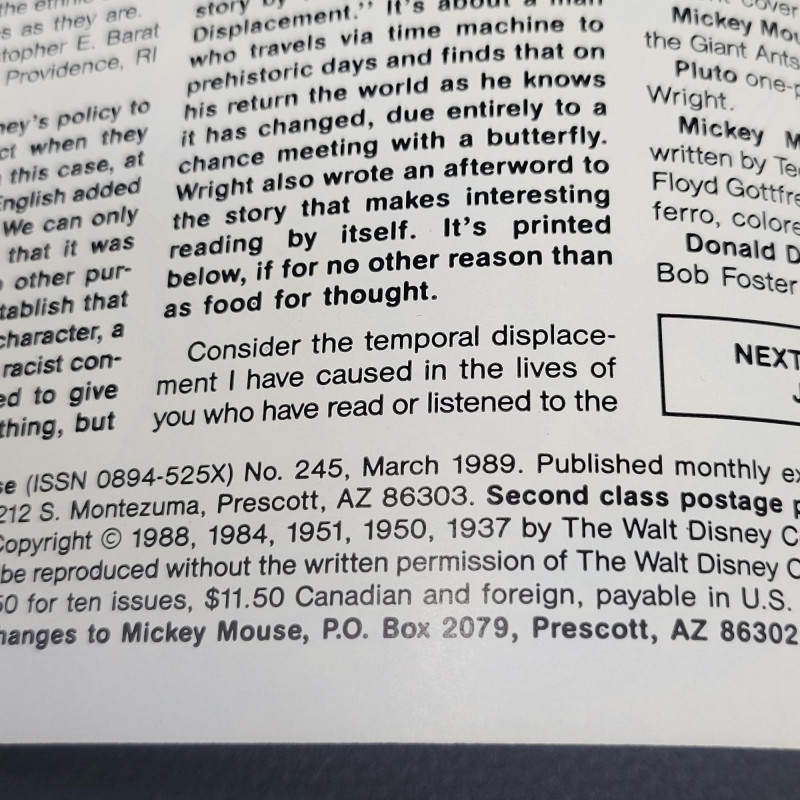 s as they are.
topher E. Barat
Providence, RI
ney's policy to
ct when they
this case, at
English added
We can only
that it was
other pur-
tablish that
character, a
racist con-
ed to give
thing, but
story by
Displacement." It's about a man
who travels via time machine to
prehistoric days and finds that on
his return the world as he knows
it has changed, due entirely to a
chance meeting with a butterfly.
Wright also wrote an afterword to
the story that makes interesting
reading by itself. It's printed
below, if for no other reason than
as food for thought.
Consider the temporal displace-
ment I have caused in the lives of
you who have read or listened to the
cover
Mickey Mou
the Giant Ants
Pluto one-p
Wright.
Mickey M
written by Te
Floyd Gottfre
ferro, colore
Donald D
Bob Foster
NEXT
J
se (ISSN 0894-525X) No. 245, March 1989. Published monthly ex
212 S. Montezuma, Prescott, AZ 86303. Second class postage p
Copyright © 1988, 1984, 1951, 1950, 1937 by The Walt Disney C
be reproduced without the written permission of The Walt Disney C
50 for ten issues, $11.50 Canadian and foreign, payable in U.S.
hanges to Mickey Mouse, P.O. Box 2079, Prescott, AZ 86302